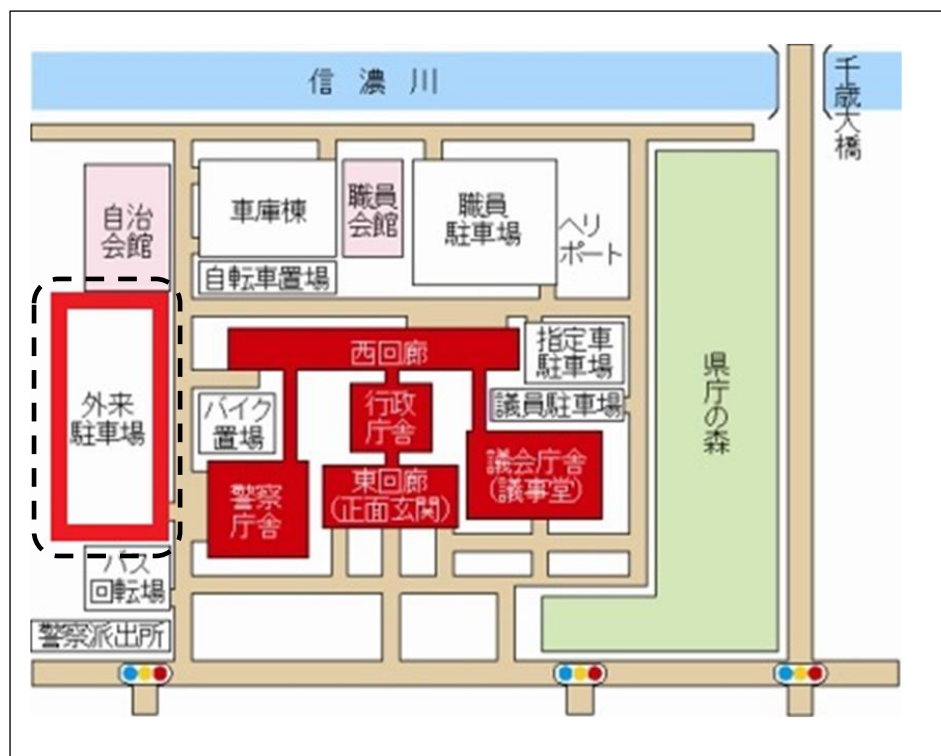 信濃川
千歳大橋
自治
会館
車庫棟
職員
会館
職員
駐車場
ヘリ
ポート
自転車置場
西回廊
指定車
駐車場
外来
駐車場
バイク
置場
行政
庁舎
議員駐車場
県庁の森
警察
庁舎
東回廊
(正面玄関)
議会庁舎
(議事堂)
バス
回転場
警察派出所